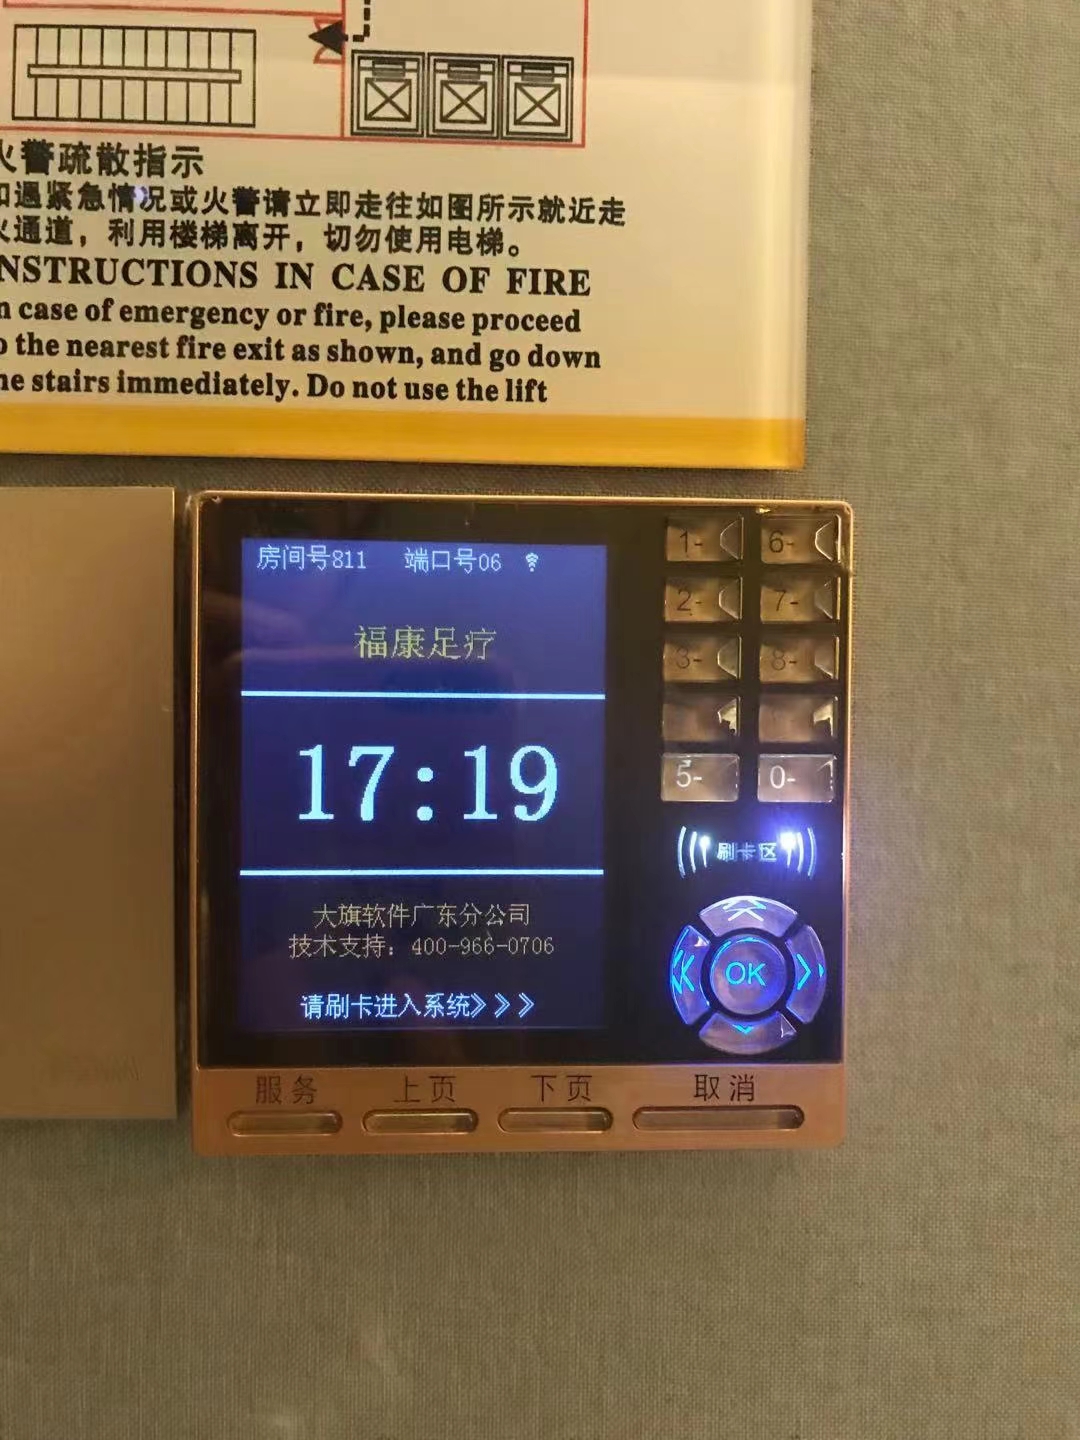 火警疏散指示
如遇紧急情况或火警请立即走往如图所示就近走
火通道，利用楼梯离开，切勿使用电梯。
NSTRUCTIONS IN CASE OF FIRE
n case of emergency or fire, please proceed
o the nearest fire exit as shown, and go down
he stairs immediately. Do not use the lift
房间号811 端口号06
福康足疗
17:19
大旗软件广东分公司
技术支持：400-966-0706
请刷卡进入系统》》》
1- 6-
2- 7-
3- 8-
5- 0-
刷卡区
OK
服务 上页 下页 取消